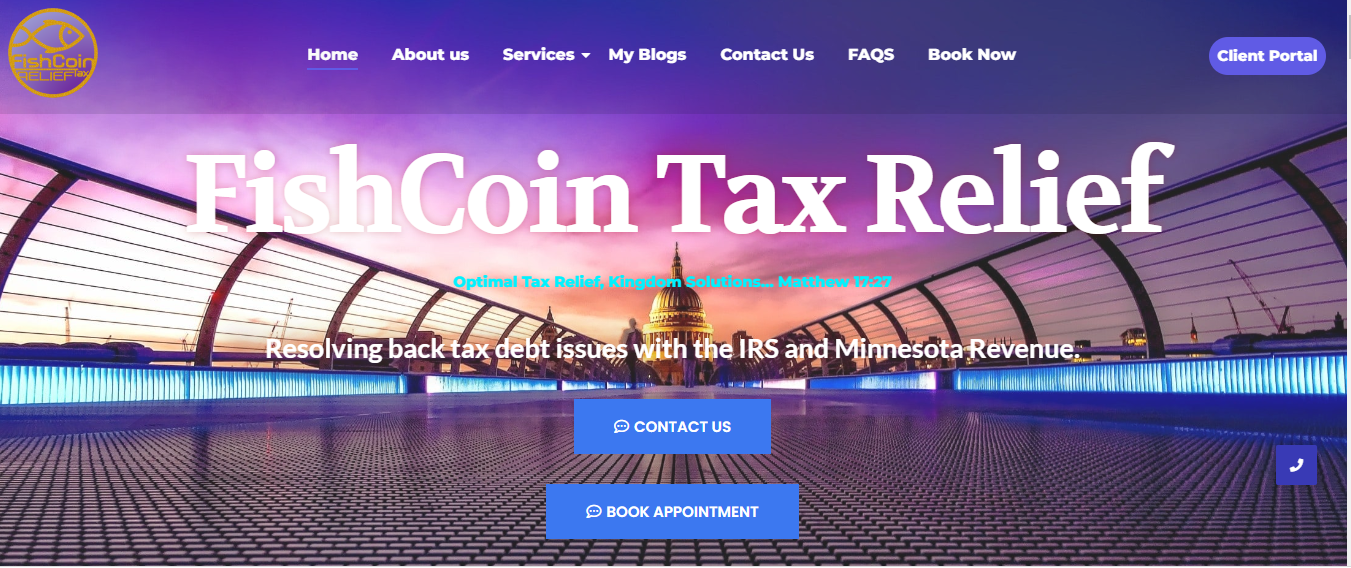 FishCoin
RELIEF Tax
Home
About us
Services
My Blogs
Contact Us
FAQS
Book Now
Client Portal
FishCoin Tax Relief
Optimal Tax Relief, Kingdom Solutions... Matthew 17:27
Resolving back tax debt issues with the IRS and Minnesota Revenue.
CONTACT US
BOOK APPOINTMENT